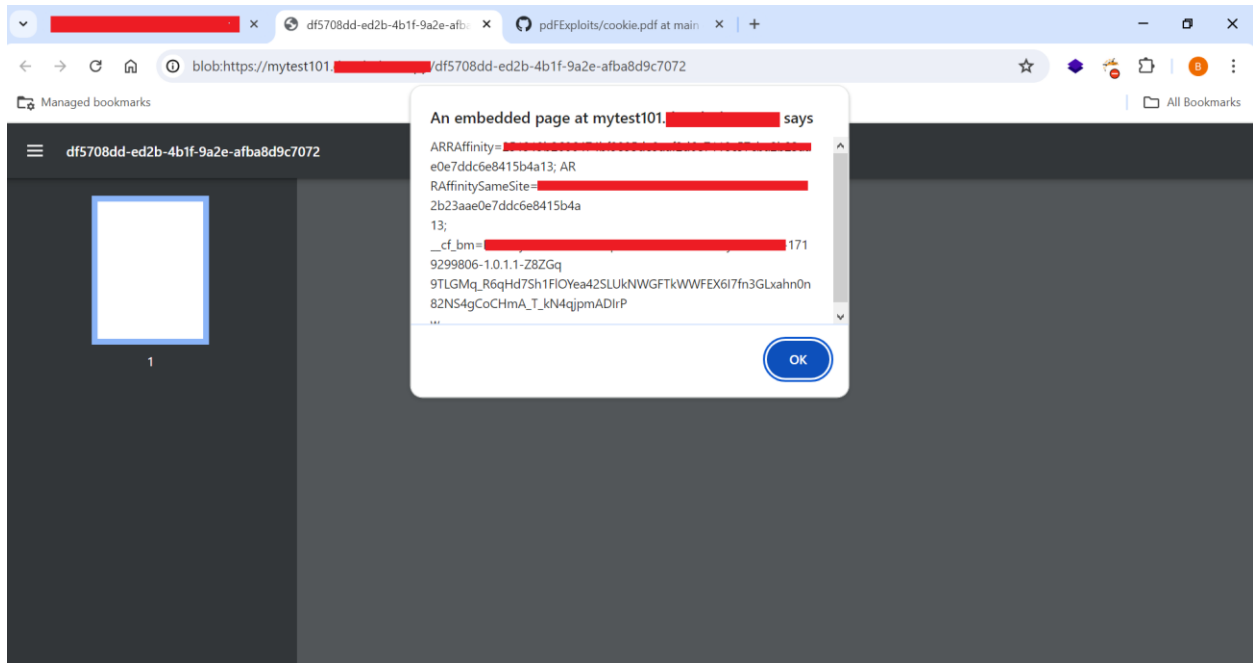 df5708dd-ed2b-4b1f-9a2e-afba
pdFExploits/cookie.pdf at main
blob:https://mytest101.
/df5708dd-ed2b-4b1f-9a2e-afba8d9c7072
B
Managed bookmarks
All Bookmarks
df5708dd-ed2b-4b1f-9a2e-afba8d9c7072
1
An embedded page at mytest101. says
ARRAffinity=
e0e7ddc6e8415b4a13; AR
RAffinitySameSite=
2b23aae0e7ddc6e8415b4a
13;
__cf_bm= 171
9299806-1.0.1.1-Z8ZGq
9TLGMq_R6qHd7Sh1FlOYea42SLUkNWGFTkWWFEX6I7fn3GLxahn0n
82NS4gCoCHmA_T_kN4qjpmADIrP
OK